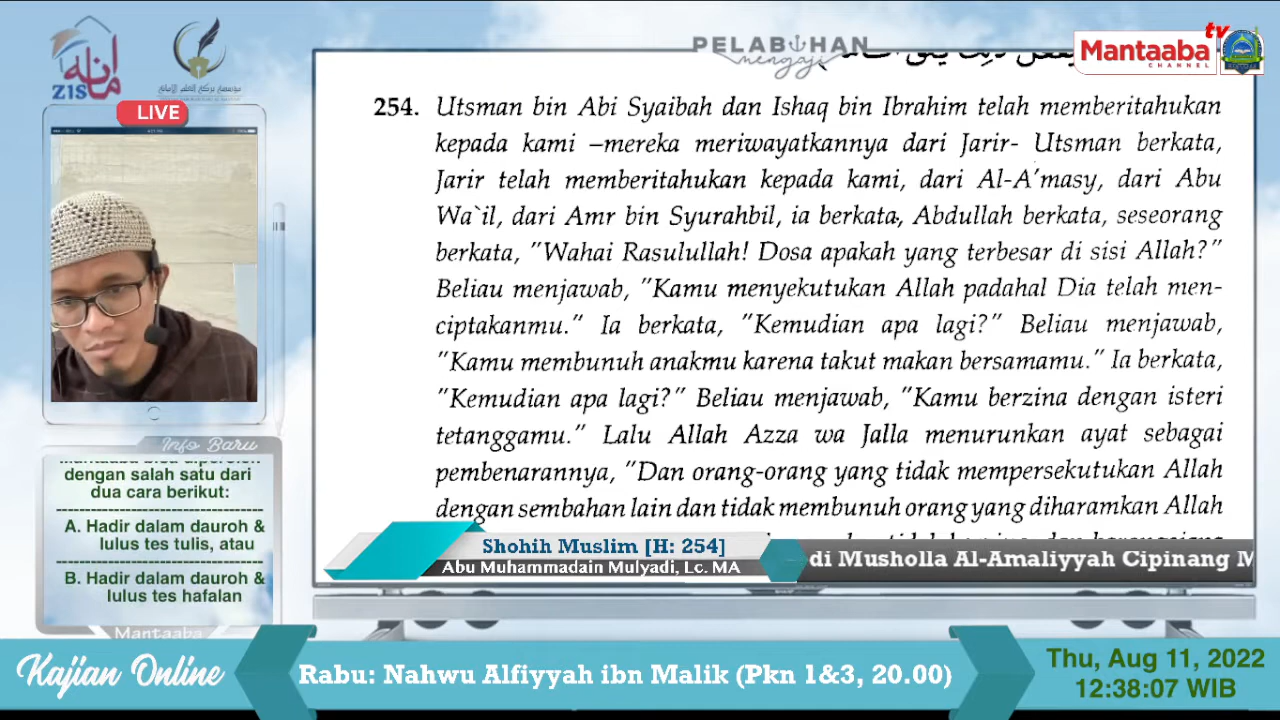 PELABUHAN
mengaji
Mantaaba tv
CHANNEL
ZIS
LIVE
254. Utsman bin Abi Syaibah dan Ishaq bin Ibrahim telah memberitahukan
kepada kami –mereka meriwayatkannya dari Jarir- Utsman berkata,
Jarir telah memberitahukan kepada kami, dari Al-A'masy, dari Abu
Wa`il, dari Amr bin Syurahbil, ia berkata, Abdullah berkata, seseorang
berkata, "Wahai Rasulullah! Dosa apakah yang terbesar di sisi Allah?"
Beliau menjawab, "Kamu menyekutukan Allah padahal Dia telah men-
ciptakanmu." Ia berkata, "Kemudian apa lagi?" Beliau menjawab,
"Kamu membunuh anakmu karena takut makan bersamamu." Ia berkata,
"Kemudian apa lagi?" Beliau menjawab, "Kamu berzina dengan isteri
tetanggamu." Lalu Allah Azza wa Jalla menurunkan ayat sebagai
pembenarannya, "Dan orang-orang yang tidak mempersekutukan Allah
dengan sembahan lain dan tidak membunuh orang yang diharamkan Allah
Info Baru
dengan salah satu dari
dua cara berikut:
A. Hadir dalam dauroh &
lulus tes tulis, atau
B. Hadir dalam dauroh &
lulus tes hafalan
Mantaaba
Shohih Muslim [H: 254]
Abu Muhammadain Mulyadi, Lc. MA
di Musholla Al-Amaliyyah Cipinang M
Kajian Online
Rabu: Nahwu Alfiyyah ibn Malik (Pkn 1&3, 20.00)
Thu, Aug 11, 2022
12:38:07 WIB